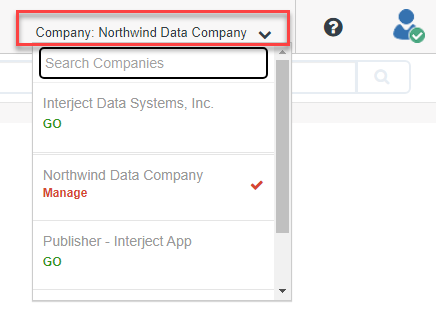 Company: Northwind Data Company
Search Companies
Interject Data Systems, Inc.
GO
Northwind Data Company
Manage
Publisher - Interject App
GO